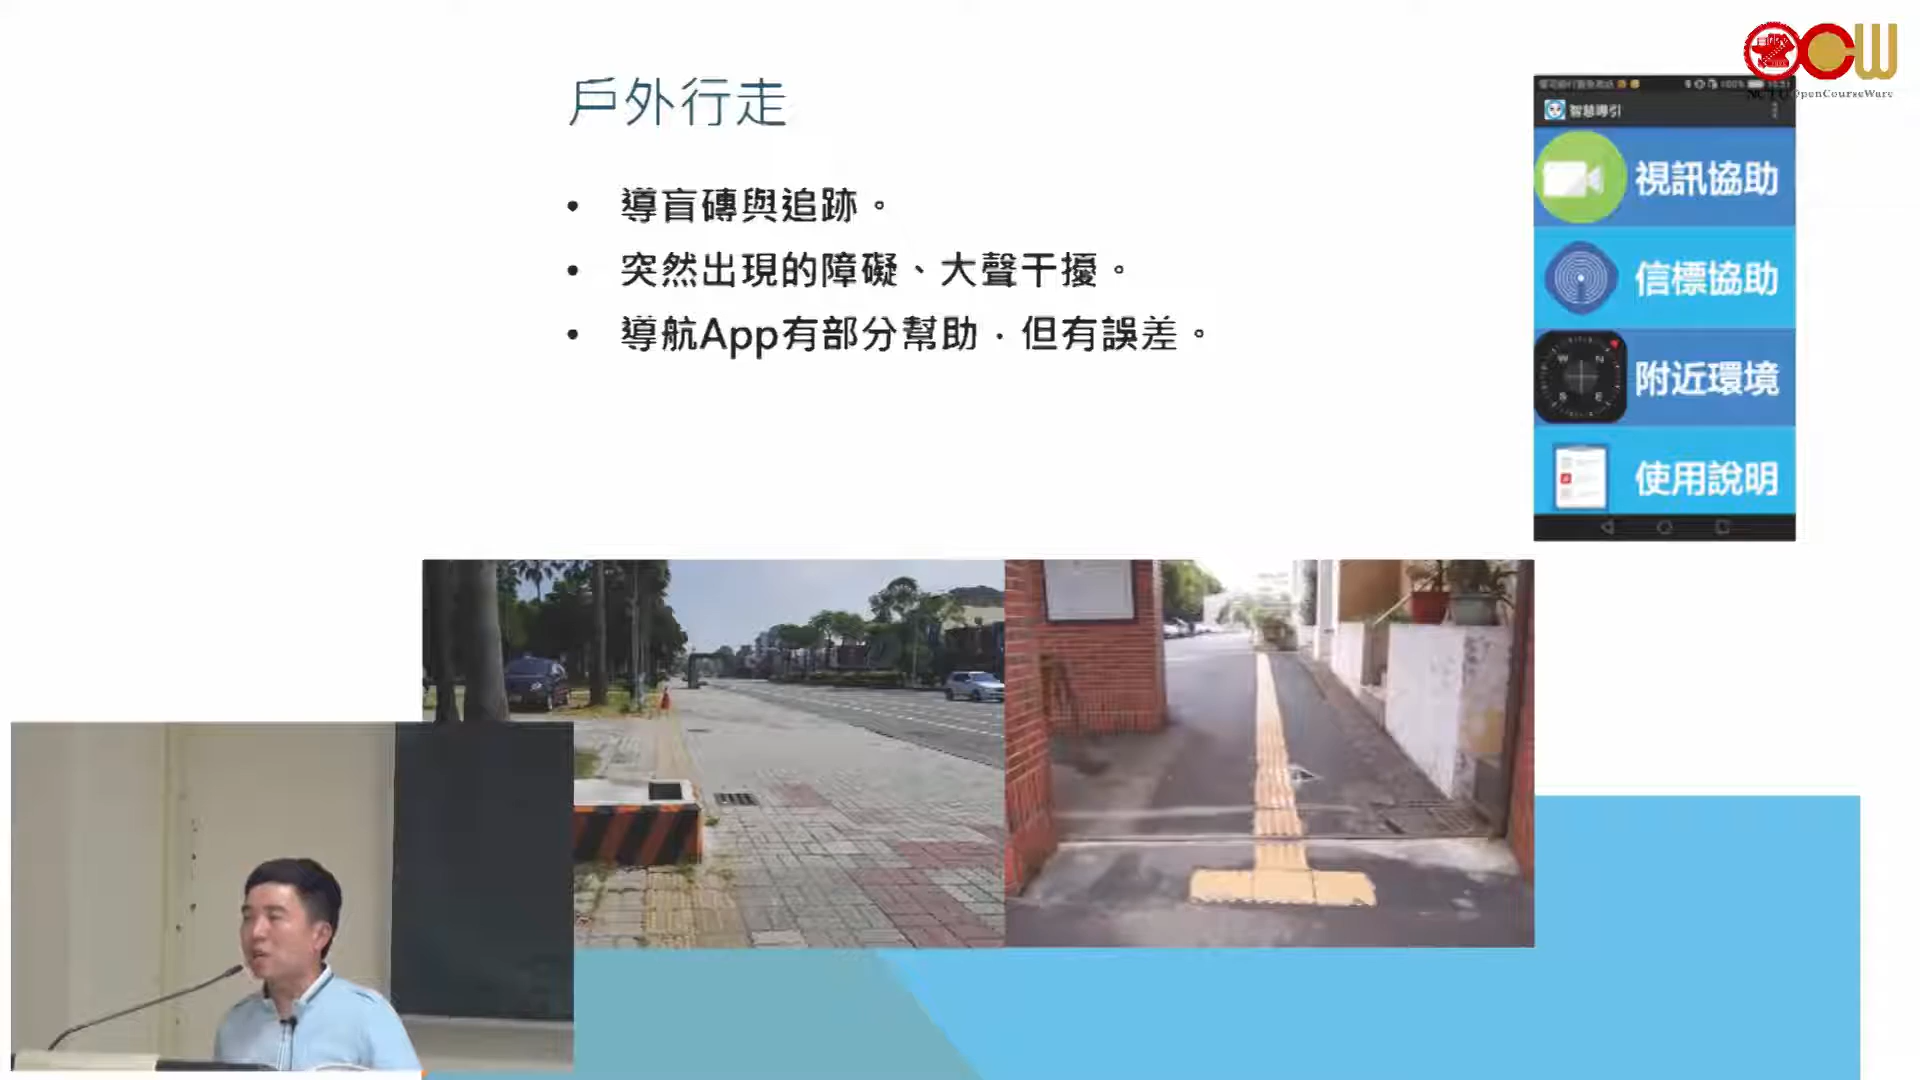 戶外行走
• 導盲磚與追跡。
• 突然出現的障礙、大聲干擾。
• 導航App有部分幫助，但有誤差。
OCW
NCTU OpenCourseWare
智慧導引
視訊協助
信標協助
附近環境
使用說明